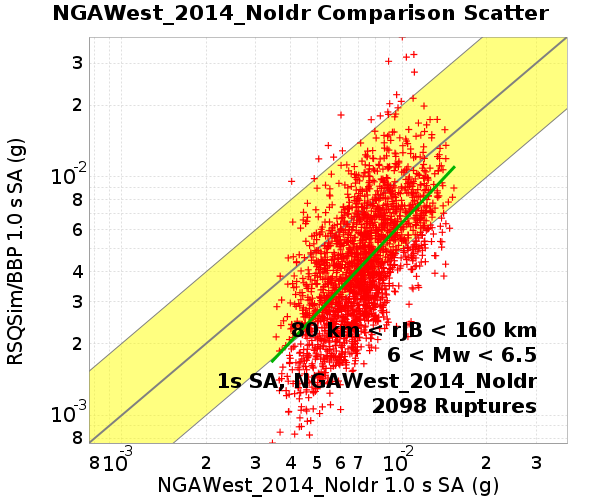 NGAWest_2014_NoIdr Comparison Scatter
RSQSim/BBP 1.0 s SA (g)
3
2
10-2
8
6
4
3
2
10-3
8
80 km < rJB < 160 km
6 < Mw < 6.5
1s SA, NGAWest_2014_NoIdr
2098 Ruptures
8 10-3 2 3 4 5 6 7 10-2 2 3
NGAWest_2014_NoIdr 1.0 s SA (g)